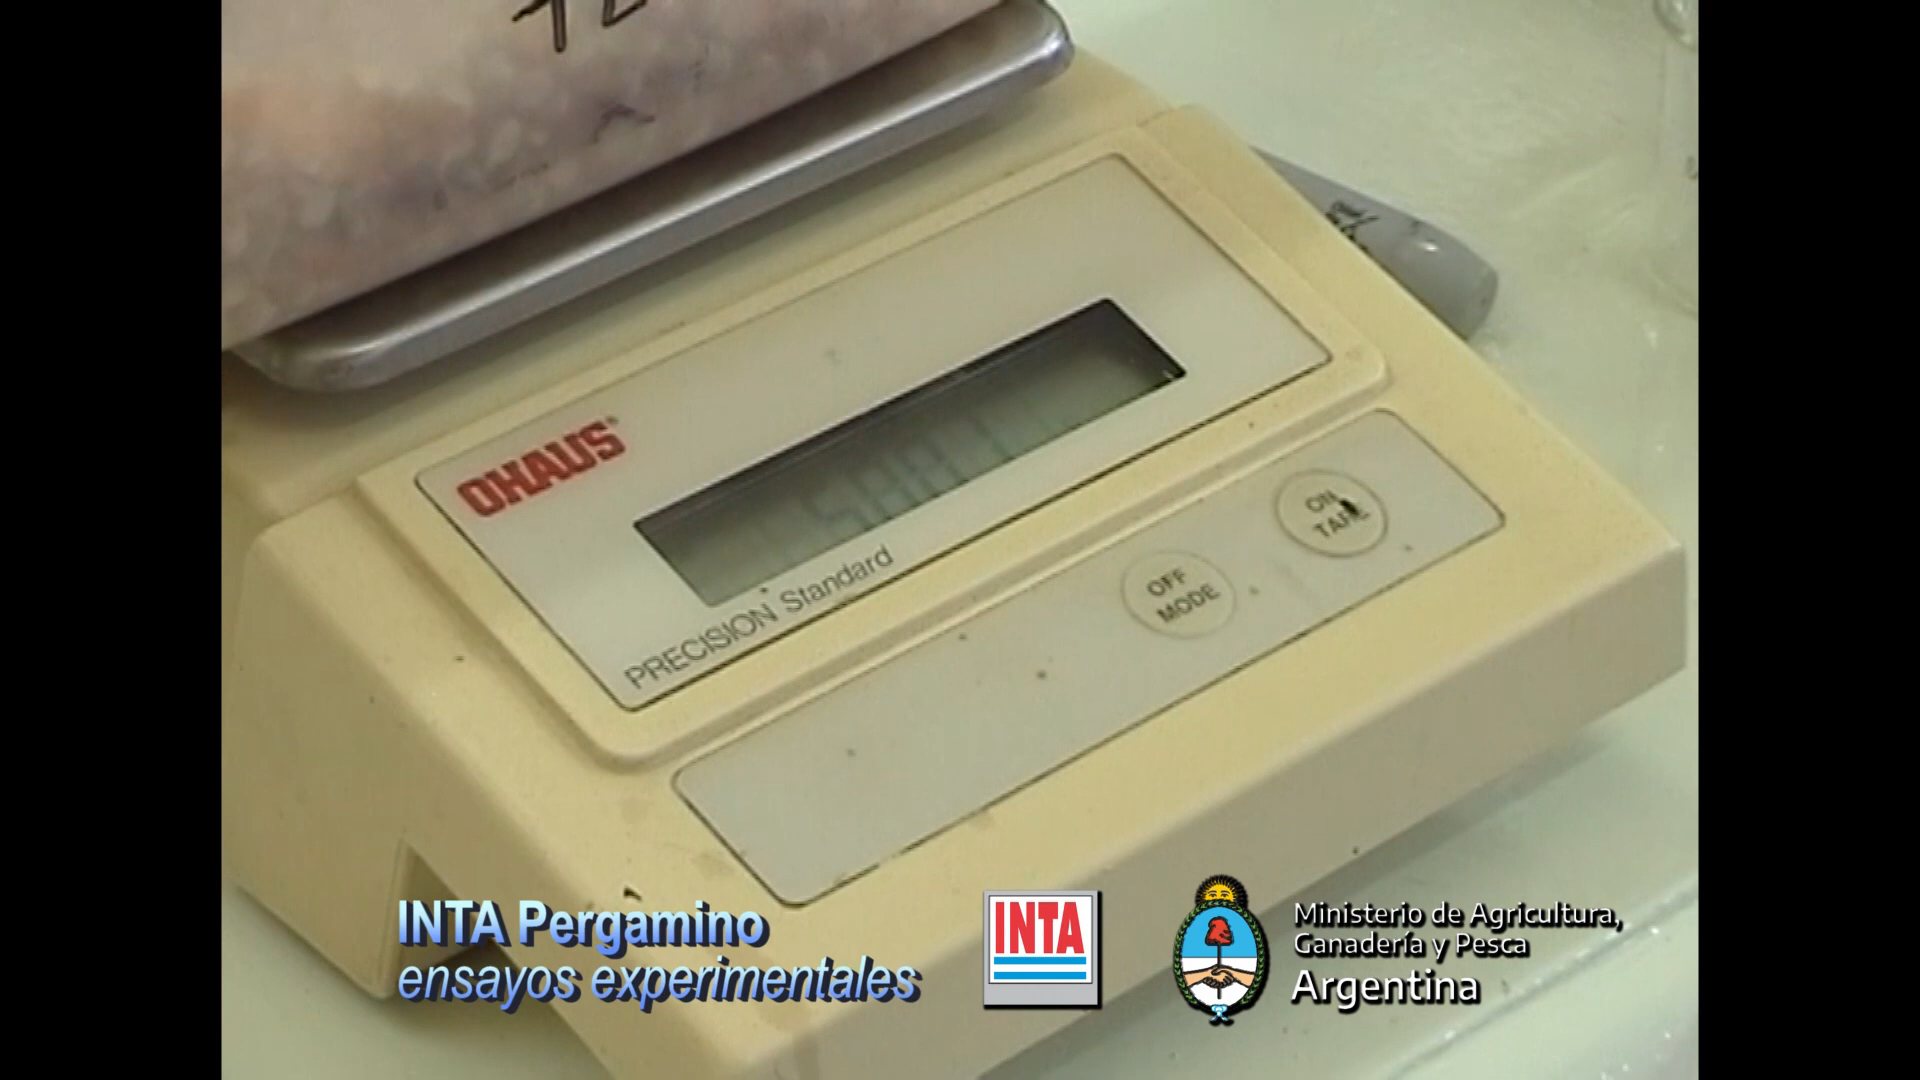 OHAUS
PRECISION Standard
ON
TARE
OFF
MODE
INTA Pergamino
ensayos experimentales
INTA
Ministerio de Agricultura,
Ganadería y Pesca
Argentina